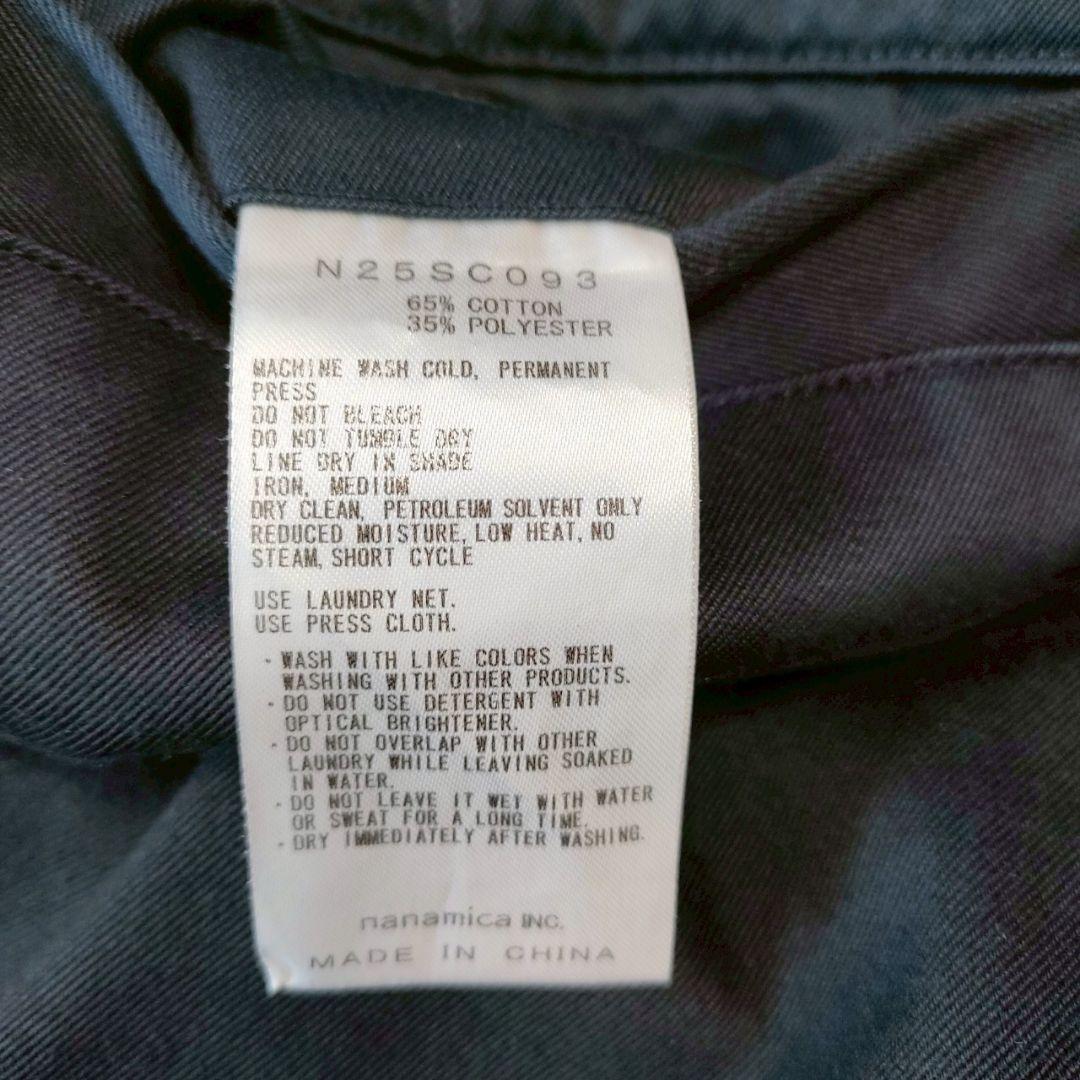 N25SC093
65% COTTON
35% POLYESTER
MACHINE WASH COLD, PERMANENT
PRESS
DO NOT BLEACH
DO NOT TUMBLE DRY
LINE DRY IN SHADE
IRON, MEDIUM
DRY CLEAN, PETROLEUM SOLVENT ONLY
REDUCED MOISTURE, LOW HEAT, NO
STEAM, SHORT CYCLE
USE LAUNDRY NET.
USE PRESS CLOTH.
· WASH WITH LIKE COLORS WHEN
WASHING WITH OTHER PRODUCTS.
· DO NOT USE DETERGENT WITH
OPTICAL BRIGHTENER.
· DO NOT OVERLAP WITH OTHER
LAUNDRY WHILE LEAVING SOAKED
IN WATER.
· DO NOT LEAVE IT WET WITH WATER
OR SWEAT FOR A LONG TIME.
· DRY IMMEDIATELY AFTER WASHING.
nanamica INC.
MADE IN CHINA